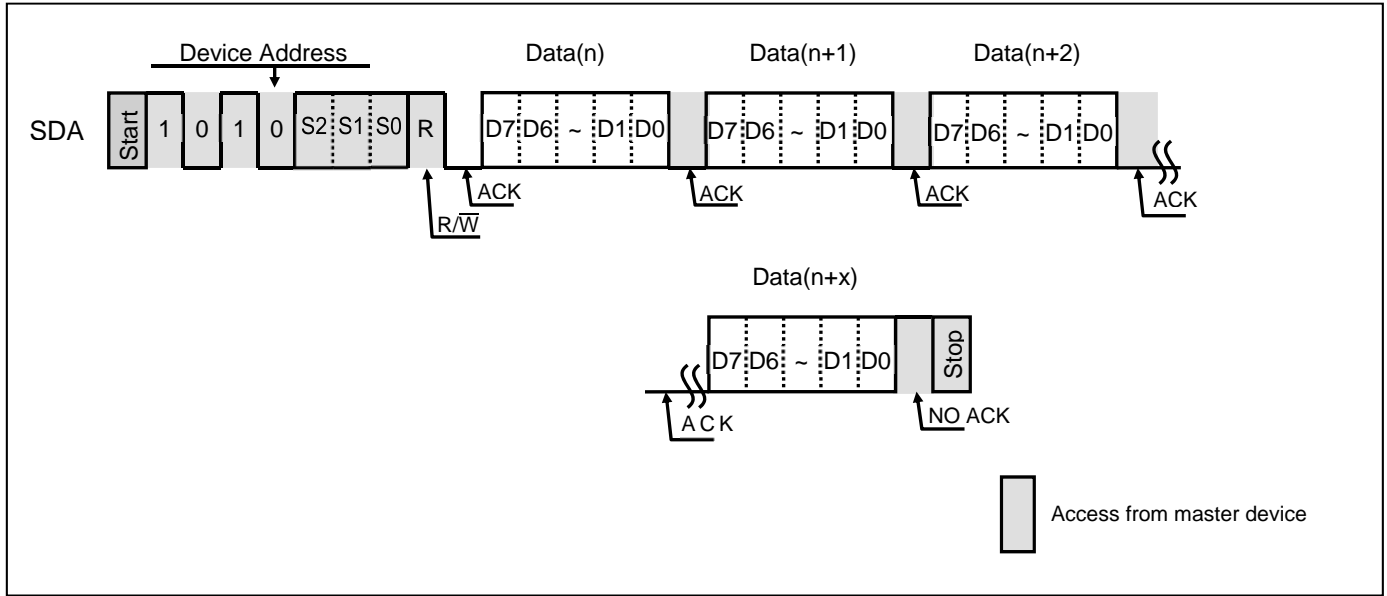 Device Address Data(n) Data(n+1) Data(n+2)
SDA Start 1 0 1 0 S2 S1 S0 R D7 D6 ~ D1 D0 D7 D6 ~ D1 D0 D7 D6 ~ D1 D0
ACK ACK ACK ACK
R/W̅
Data(n+x)
D7 D6 ~ D1 D0 Stop
A C K NO ACK
Access from master device